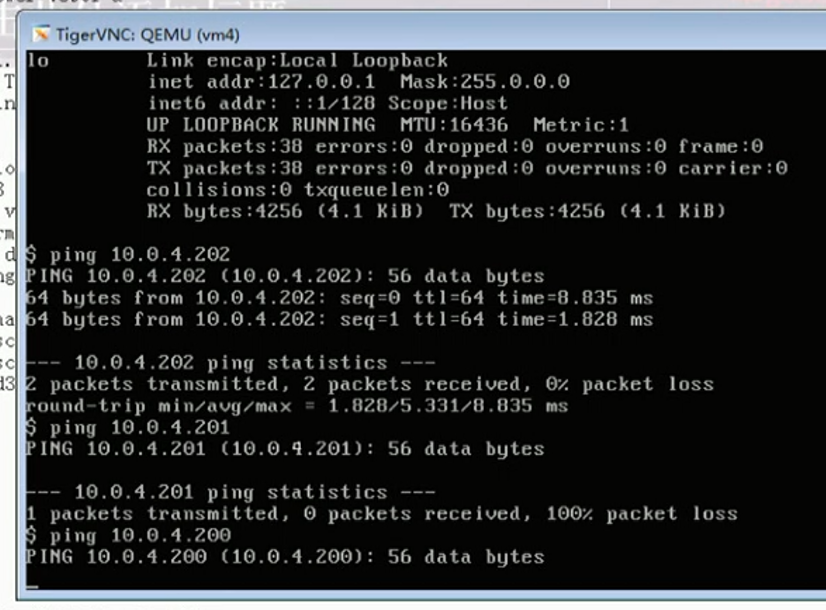 TigerVNC: QEMU (vm4)
lo Link encap:Local Loopback
inet addr:127.0.0.1 Mask:255.0.0.0
inet6 addr: ::1/128 Scope:Host
UP LOOPBACK RUNNING MTU:16436 Metric:1
RX packets:38 errors:0 dropped:0 overruns:0 frame:0
TX packets:38 errors:0 dropped:0 overruns:0 carrier:0
collisions:0 txqueuelen:0
RX bytes:4256 (4.1 KiB) TX bytes:4256 (4.1 KiB)
$ ping 10.0.4.202
PING 10.0.4.202 (10.0.4.202): 56 data bytes
64 bytes from 10.0.4.202: seq=0 ttl=64 time=8.835 ms
64 bytes from 10.0.4.202: seq=1 ttl=64 time=1.828 ms
--- 10.0.4.202 ping statistics ---
2 packets transmitted, 2 packets received, 0% packet loss
round-trip min/avg/max = 1.828/5.331/8.835 ms
$ ping 10.0.4.201
PING 10.0.4.201 (10.0.4.201): 56 data bytes
--- 10.0.4.201 ping statistics ---
1 packets transmitted, 0 packets received, 100% packet loss
$ ping 10.0.4.200
PING 10.0.4.200 (10.0.4.200): 56 data bytes